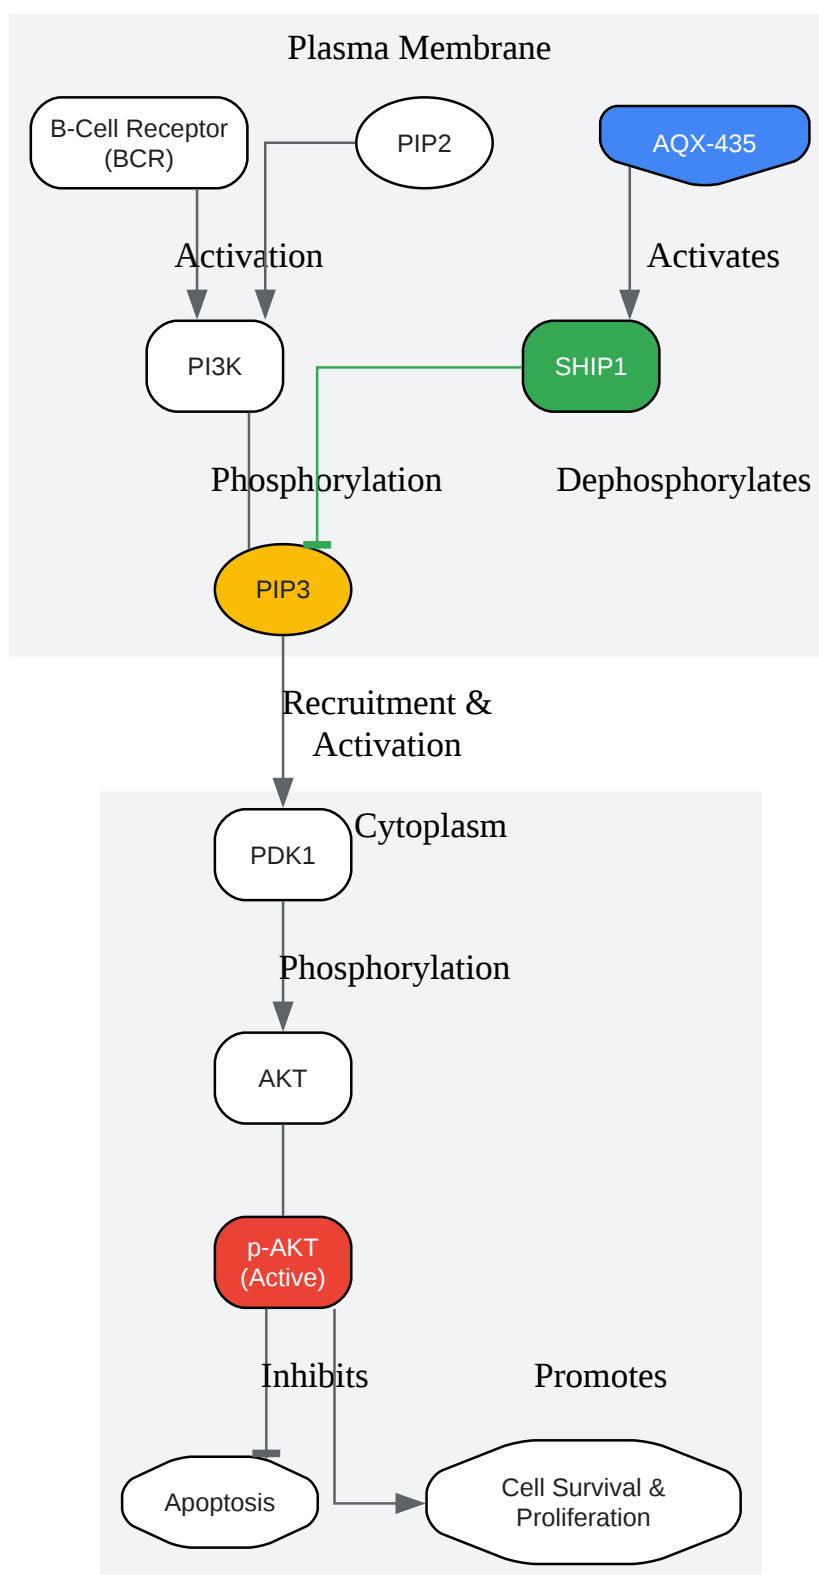 Plasma Membrane
B-Cell Receptor
(BCR)
PIP2
AQX-435
Activation
Activates
PI3K
SHIP1
Phosphorylation
Dephosphorylates
PIP3
Recruitment &
Activation
Cytoplasm
PDK1
Phosphorylation
AKT
p-AKT
(Active)
Inhibits
Promotes
Apoptosis
Cell Survival &
Proliferation